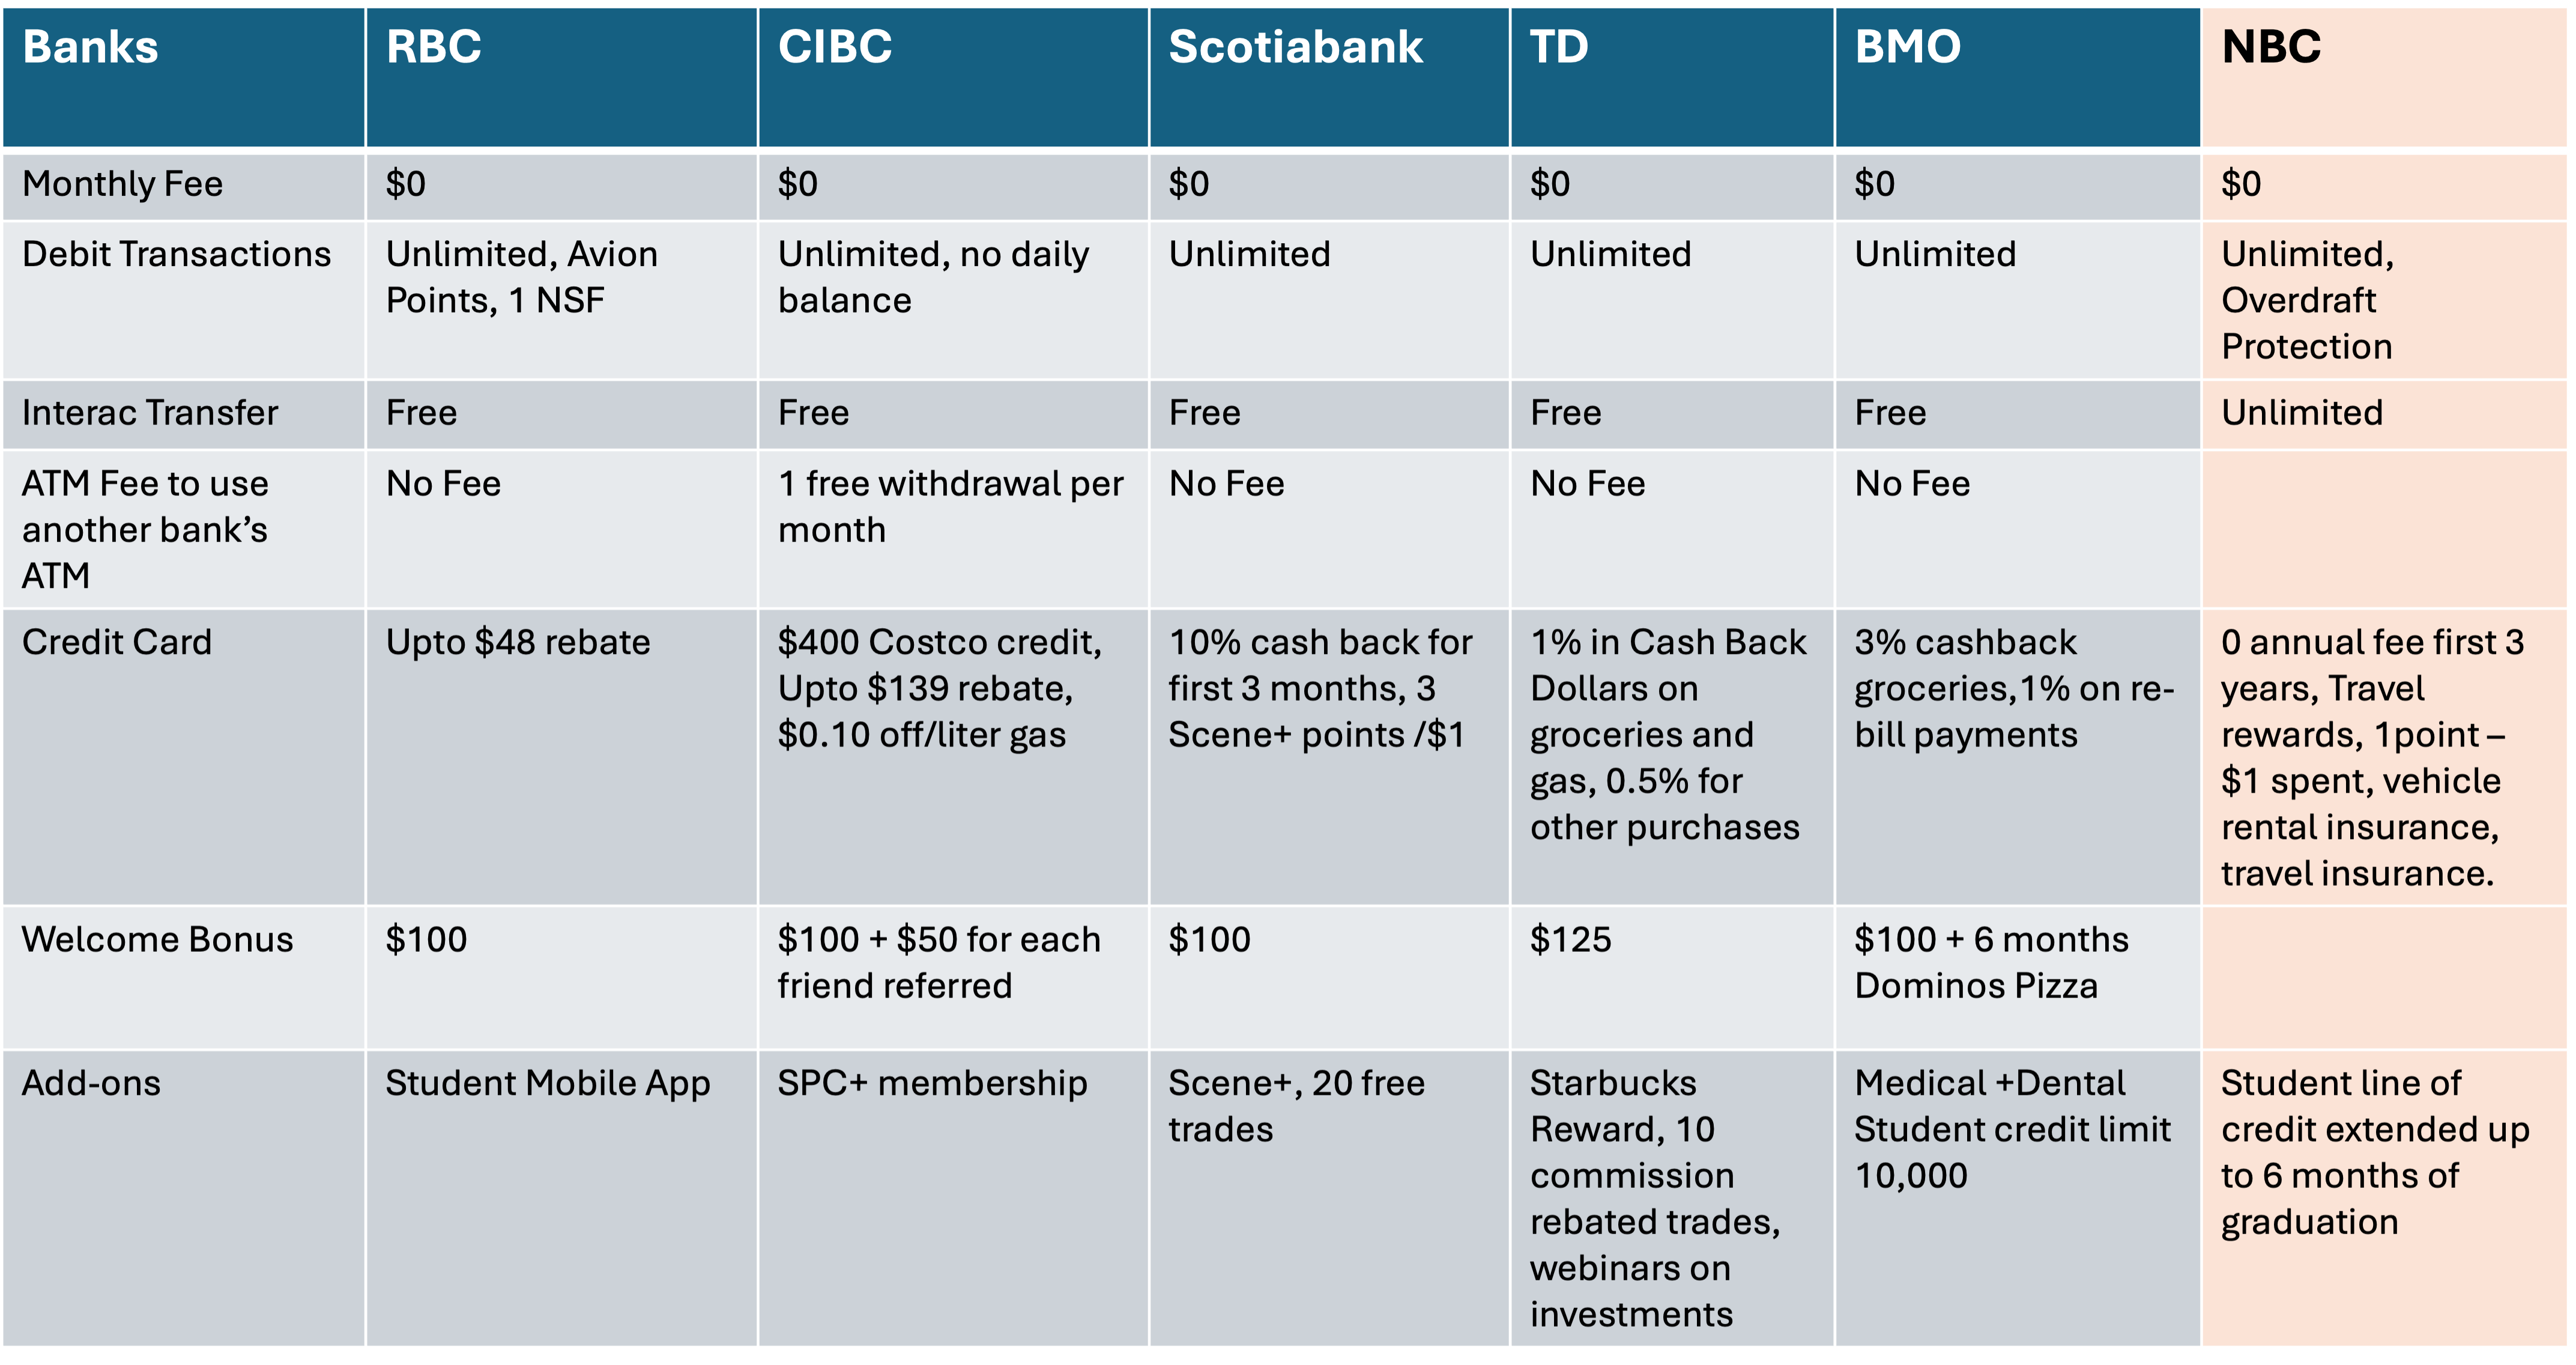 Banks
RBC
CIBC
Scotiabank
TD
BMO
NBC
Monthly Fee
$0
$0
$0
$0
$0
$0
Debit Transactions
Unlimited, Avion
Points, 1 NSF
Unlimited, no daily
balance
Unlimited
Unlimited
Unlimited
Unlimited,
Overdraft
Protection
Interac Transfer
Free
Free
Free
Free
Free
Unlimited
ATM Fee to use
another bank’s
ATM
No Fee
1 free withdrawal per
month
No Fee
No Fee
No Fee
Credit Card
Upto $48 rebate
$400 Costco credit,
Upto $139 rebate,
$0.10 off/liter gas
10% cash back for
first 3 months, 3
Scene+ points /$1
1% in Cash Back
Dollars on
groceries and
gas, 0.5% for
other purchases
3% cashback
groceries,1% on re-
bill payments
0 annual fee first 3
years, Travel
rewards, 1point –
$1 spent, vehicle
rental insurance,
travel insurance.
Welcome Bonus
$100
$100 + $50 for each
friend referred
$100
$125
$100 + 6 months
Dominos Pizza
Add-ons
Student Mobile App
SPC+ membership
Scene+, 20 free
trades
Starbucks
Reward, 10
commission
rebated trades,
webinars on
investments
Medical +Dental
Student credit limit
10,000
Student line of
credit extended up
to 6 months of
graduation